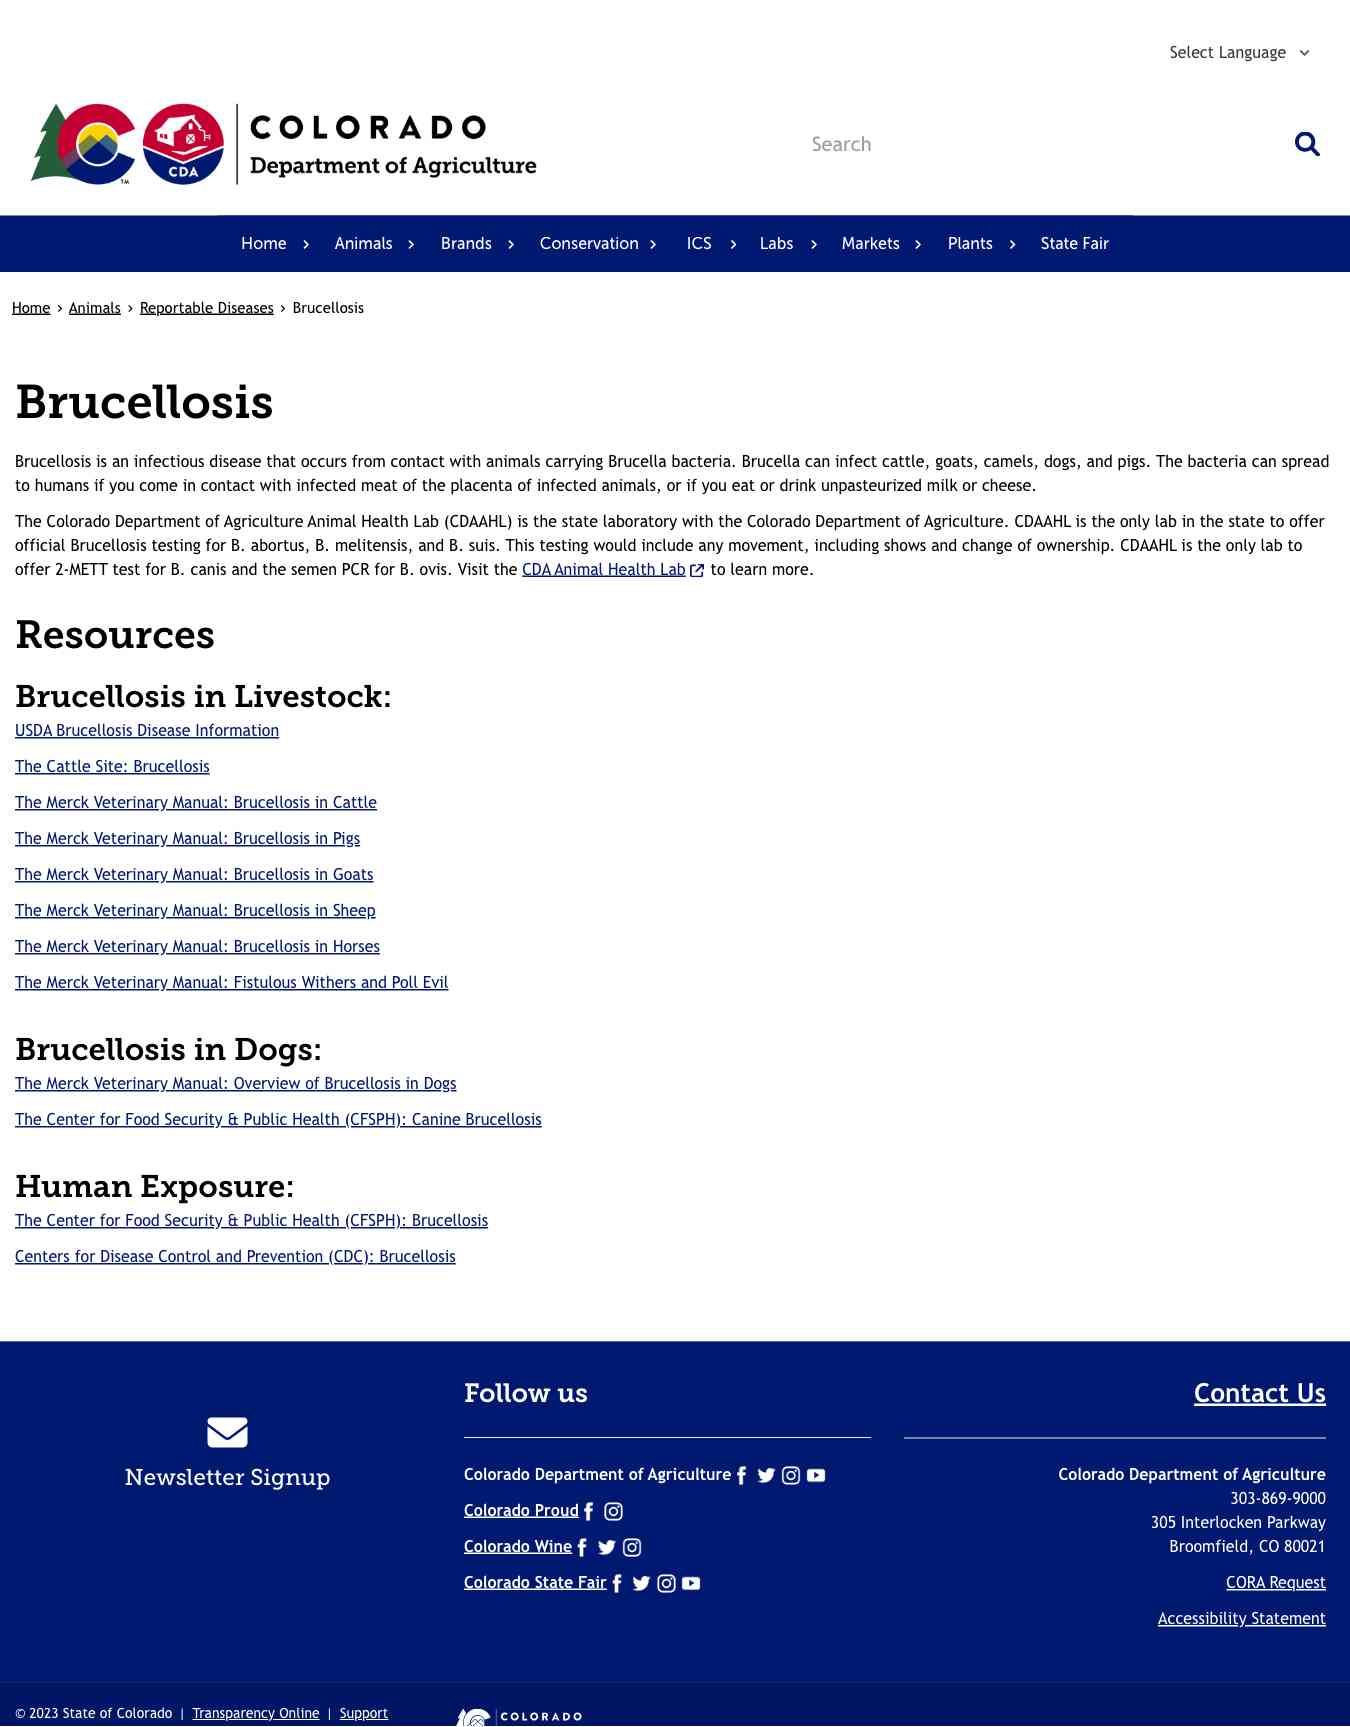 Select Language
COLORADO
Department of Agriculture
CDA
TM
Search
Home Animals Brands Conservation ICS Labs Markets Plants State Fair
Home › Animals › Reportable Diseases › Brucellosis
Brucellosis
Brucellosis is an infectious disease that occurs from contact with animals carrying Brucella bacteria. Brucella can infect cattle, goats, camels, dogs, and pigs. The bacteria can spread
to humans if you come in contact with infected meat of the placenta of infected animals, or if you eat or drink unpasteurized milk or cheese.
The Colorado Department of Agriculture Animal Health Lab (CDAAHL) is the state laboratory with the Colorado Department of Agriculture. CDAAHL is the only lab in the state to offer
official Brucellosis testing for B. abortus, B. melitensis, and B. suis. This testing would include any movement, including shows and change of ownership. CDAAHL is the only lab to
offer 2-METT test for B. canis and the semen PCR for B. ovis. Visit the CDA Animal Health Lab to learn more.
Resources
Brucellosis in Livestock:
USDA Brucellosis Disease Information
The Cattle Site: Brucellosis
The Merck Veterinary Manual: Brucellosis in Cattle
The Merck Veterinary Manual: Brucellosis in Pigs
The Merck Veterinary Manual: Brucellosis in Goats
The Merck Veterinary Manual: Brucellosis in Sheep
The Merck Veterinary Manual: Brucellosis in Horses
The Merck Veterinary Manual: Fistulous Withers and Poll Evil
Brucellosis in Dogs:
The Merck Veterinary Manual: Overview of Brucellosis in Dogs
The Center for Food Security & Public Health (CFSPH): Canine Brucellosis
Human Exposure:
The Center for Food Security & Public Health (CFSPH): Brucellosis
Centers for Disease Control and Prevention (CDC): Brucellosis
Newsletter Signup
Follow us
Colorado Department of Agriculture
Colorado Proud
Colorado Wine
Colorado State Fair
Contact Us
Colorado Department of Agriculture
303-869-9000
305 Interlocken Parkway
Broomfield, CO 80021
CORA Request
Accessibility Statement
© 2023 State of Colorado | Transparency Online | Support
COLORADO